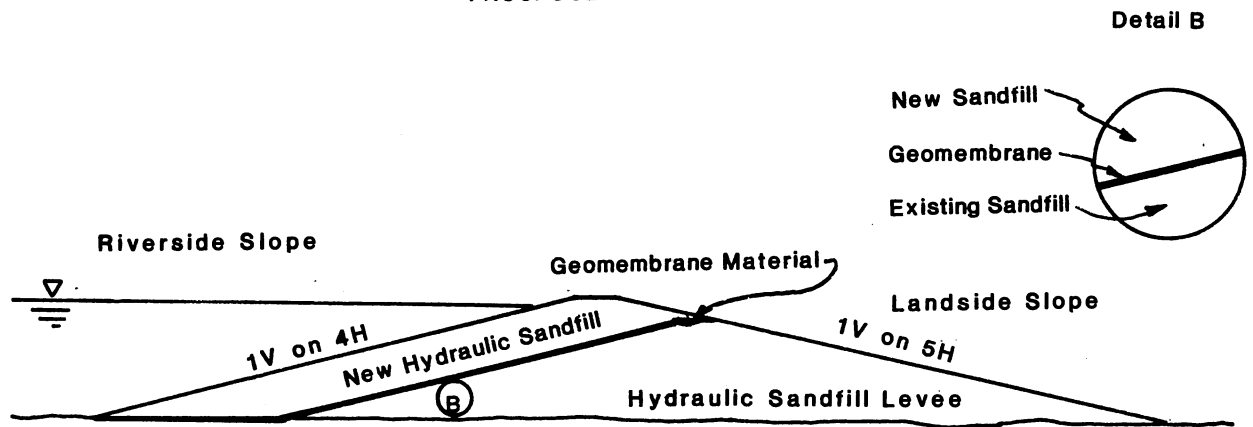 Detail B
New Sandfill
Geomembrane
Existing Sandfill
Riverside Slope
Geomembrane Material
Landside Slope
1V on 4H
New Hydraulic Sandfill
1V on 5H
B
Hydraulic Sandfill Levee